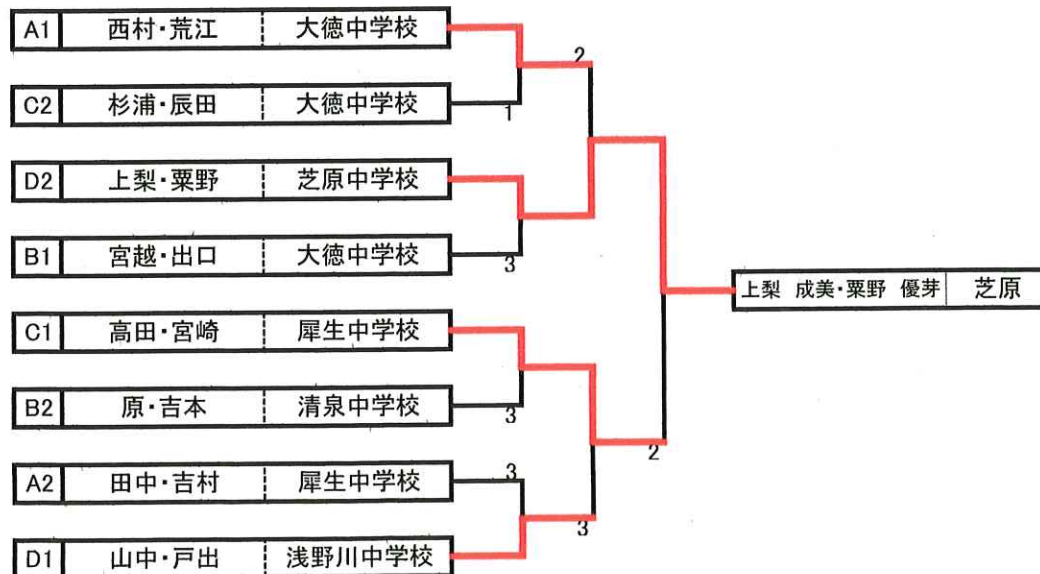 A1 西村・荒江 大徳中学校
2
C2 杉浦・辰田 大徳中学校
1
D2 上梨・粟野 芝原中学校
B1 宮越・出口 大徳中学校
3
上梨 成美・粟野 優芽 芝原
C1 高田・宮崎 犀生中学校
B2 原・吉本 清泉中学校
3
2
A2 田中・吉村 犀生中学校
3
3
D1 山中・戸出 浅野川中学校